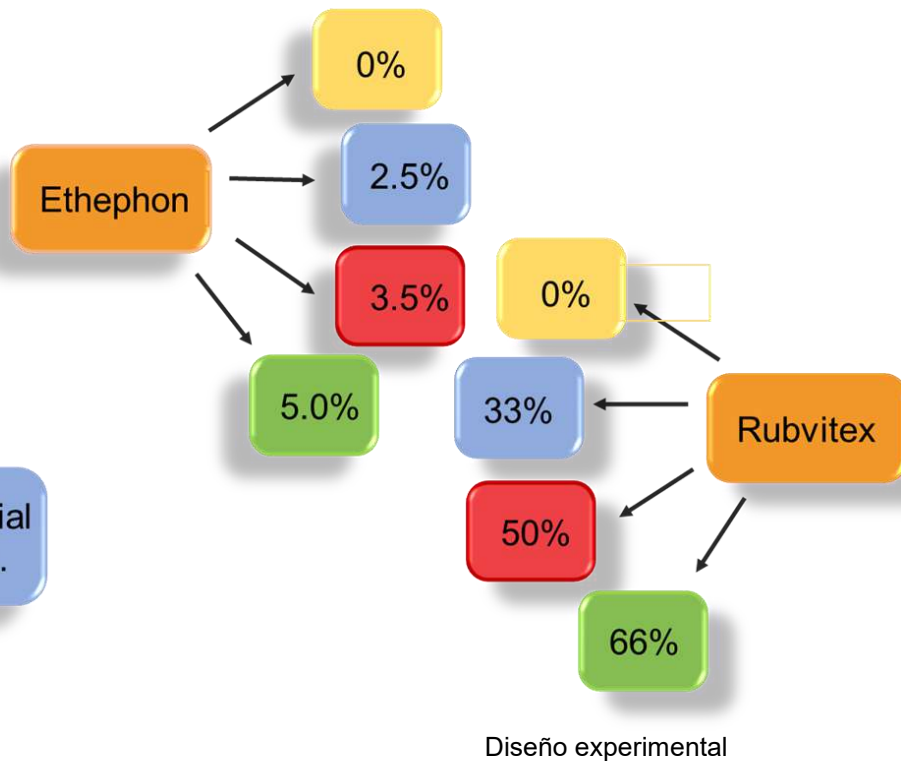 0%
2.5%
Ethephon
3.5%
0%
5.0%
33%
Rubvitex
50%
66%
Diseño experimental